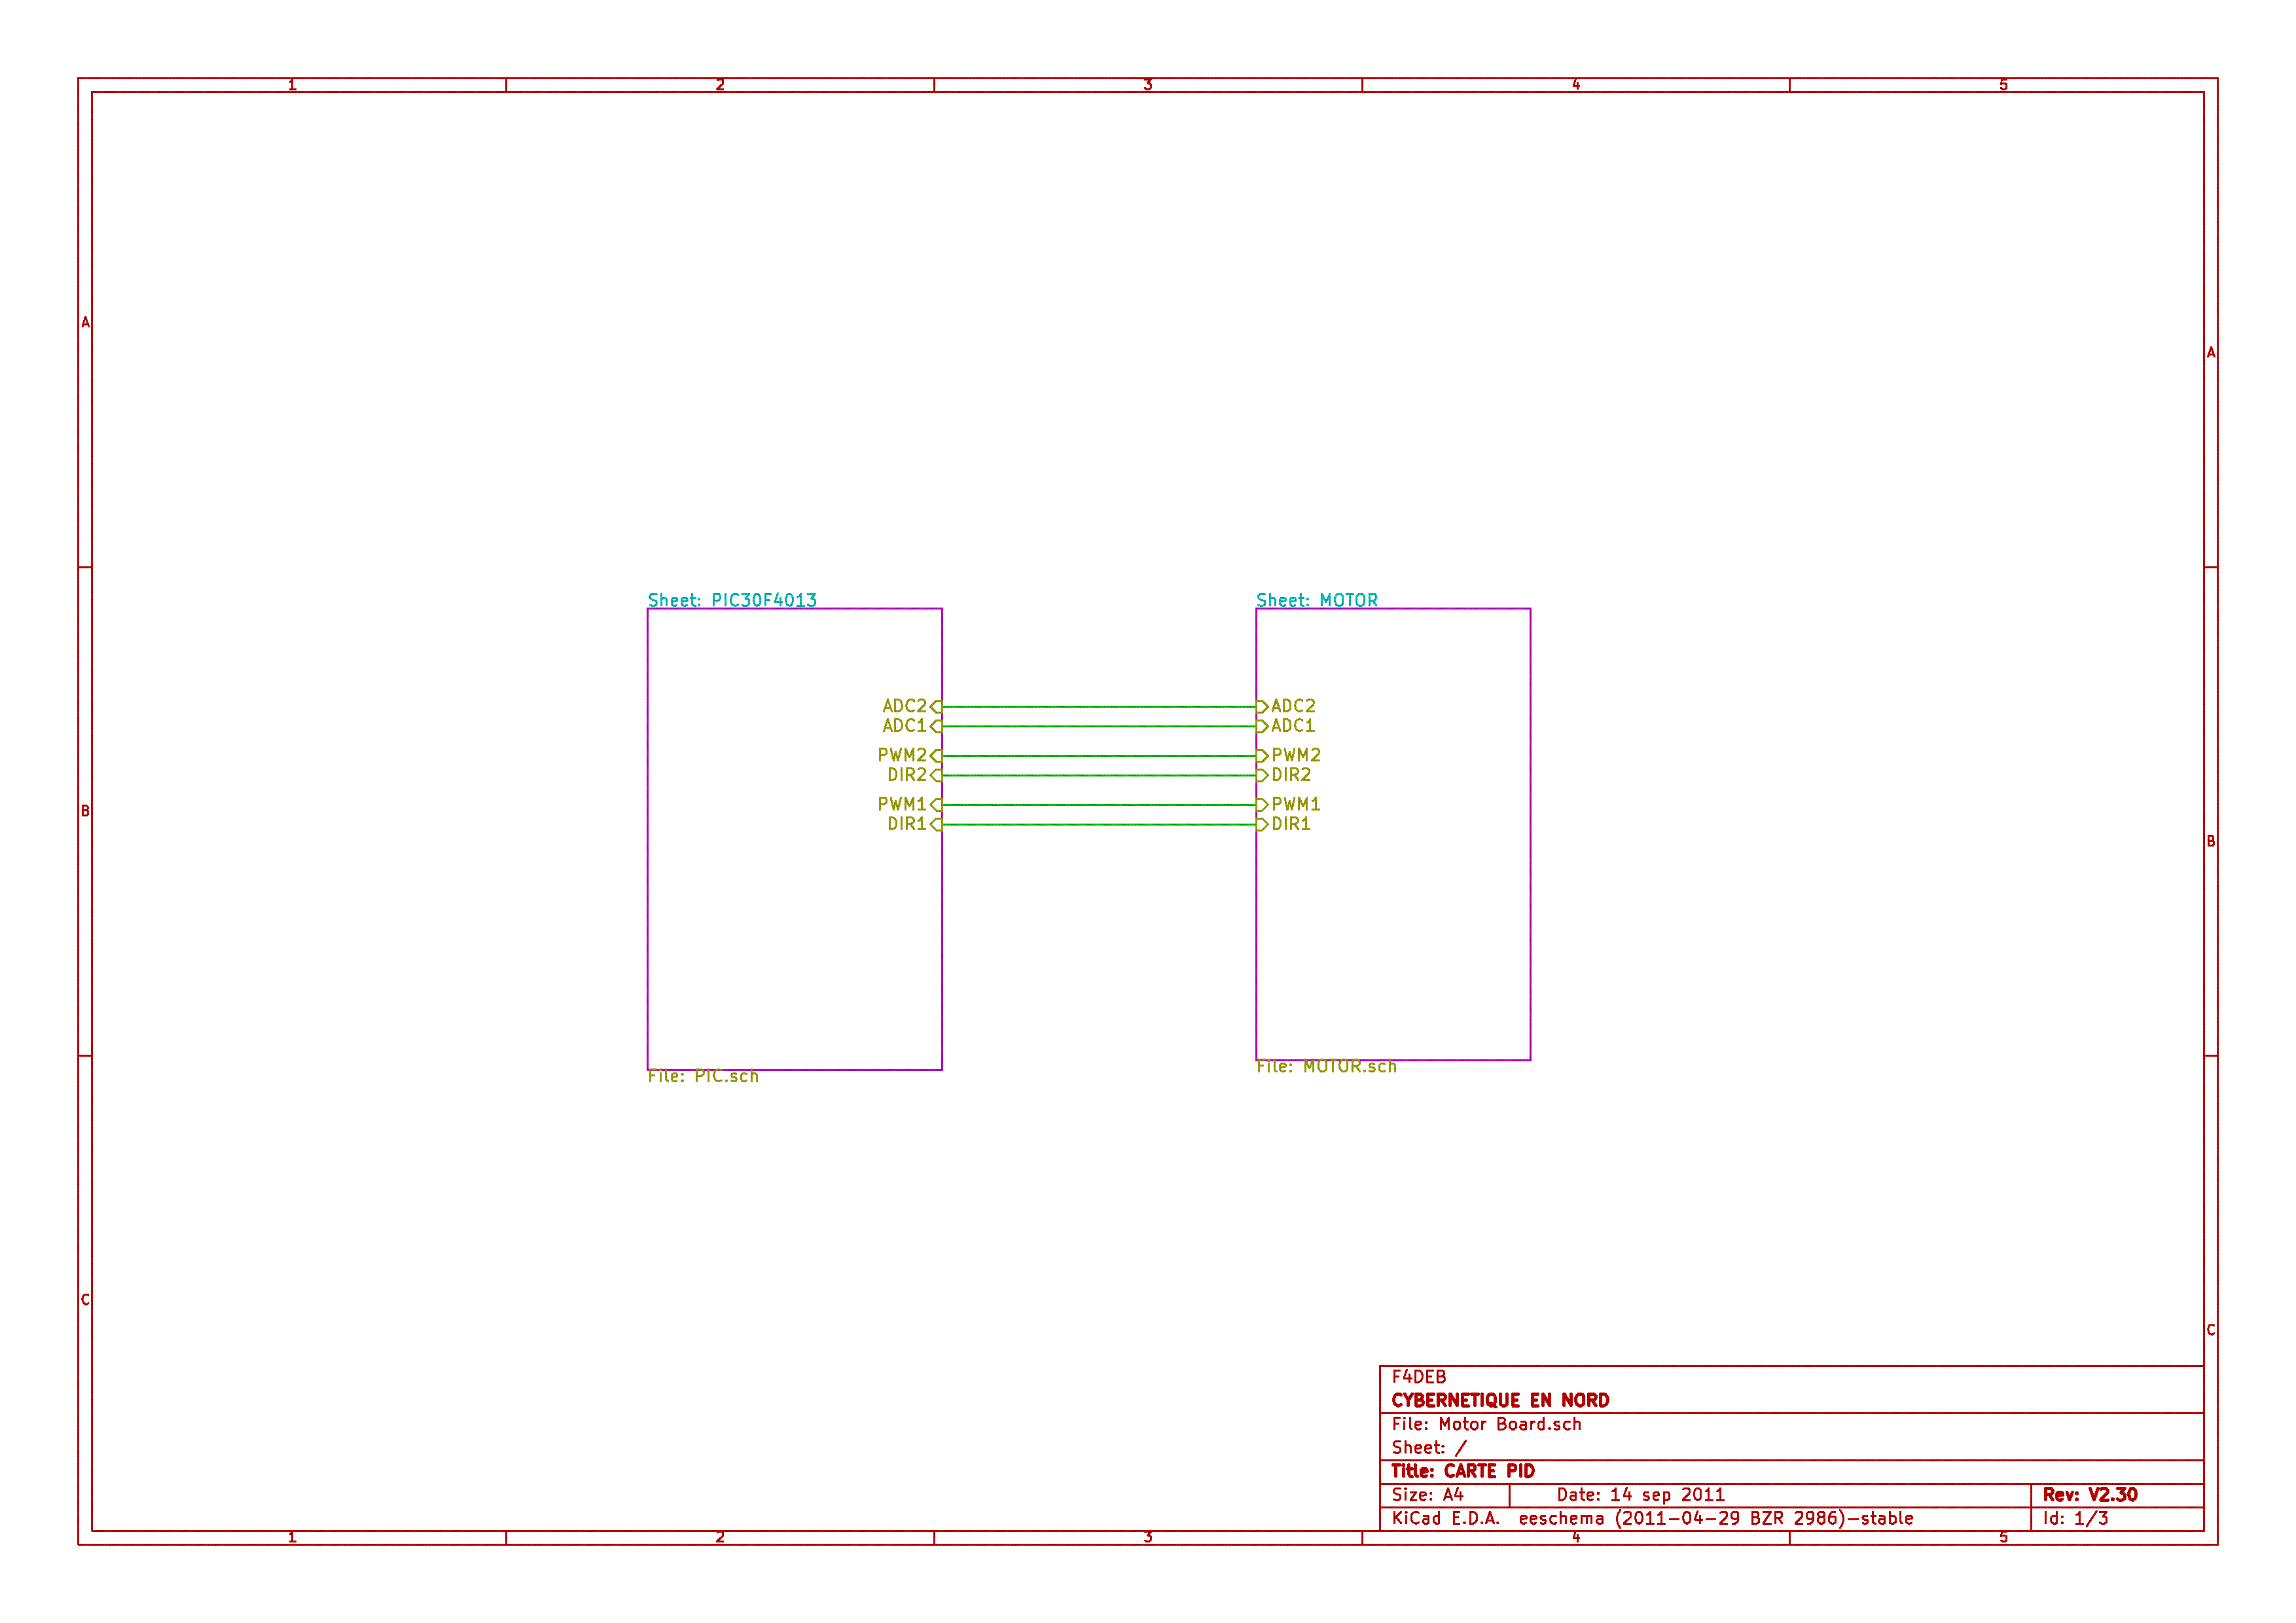 1 2 3 4 5
A
A
Sheet: PIC30F4013 Sheet: MOTOR
ADC2 ADC2
ADC1 ADC1
PWM2 PWM2
DIR2 DIR2
PWM1 PWM1
DIR1 DIR1
B
B
File: MOTOR.sch
File: PIC.sch
C
C
F4DEB
CYBERNETIQUE EN NORD
File: Motor Board.sch
Sheet: /
Title: CARTE PID
Size: A4 Date: 14 sep 2011 Rev: V2.30
KiCad E.D.A. eeschema (2011-04-29 BZR 2986)-stable Id: 1/3
1 2 3 4 5